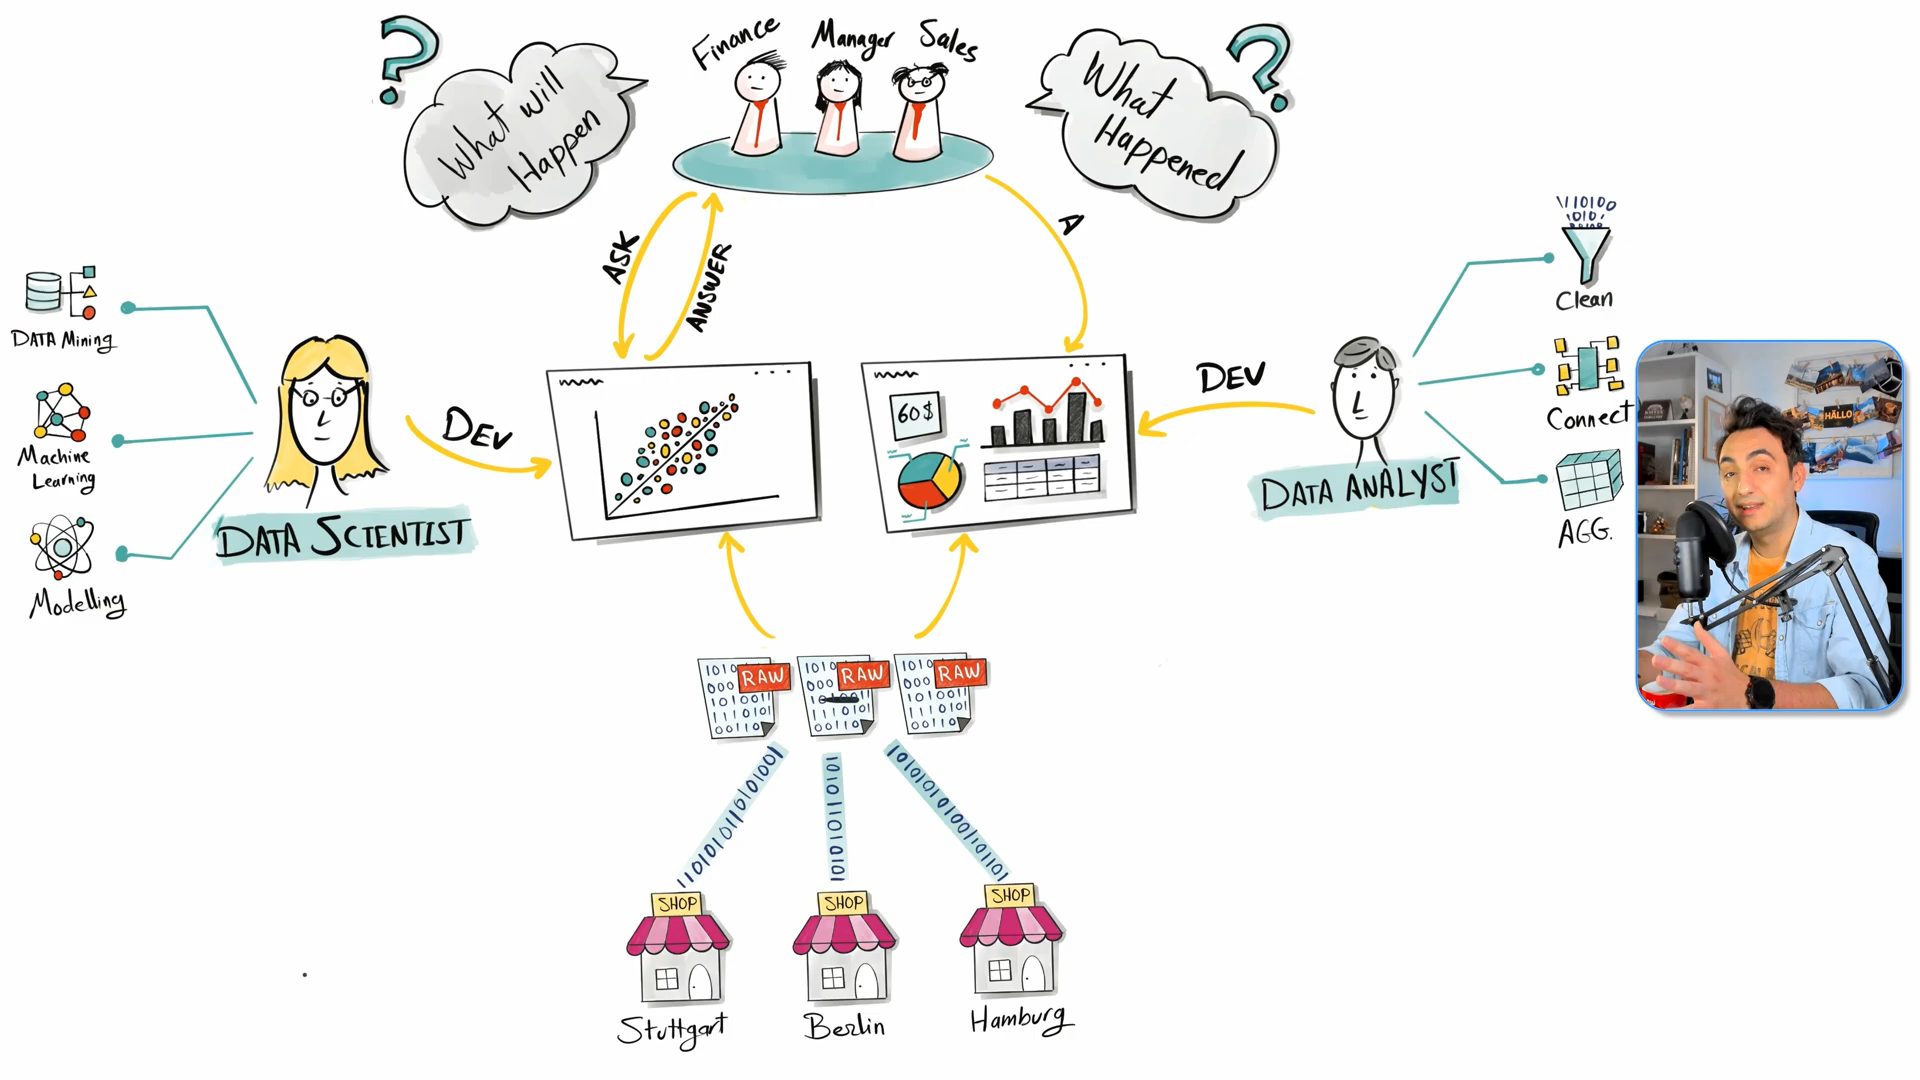 Finance
Manager
Sales
What will
Happen
What
Happened
ASK
ANSWER
A
DATA Mining
Machine
Learning
Modelling
DATA SCIENTIST
DEV
60$
DEV
DATA ANALYST
Clean
Connect
AGG.
HALLO
RAW
RAW
RAW
SHOP
SHOP
SHOP
Stuttgart
Berlin
Hamburg